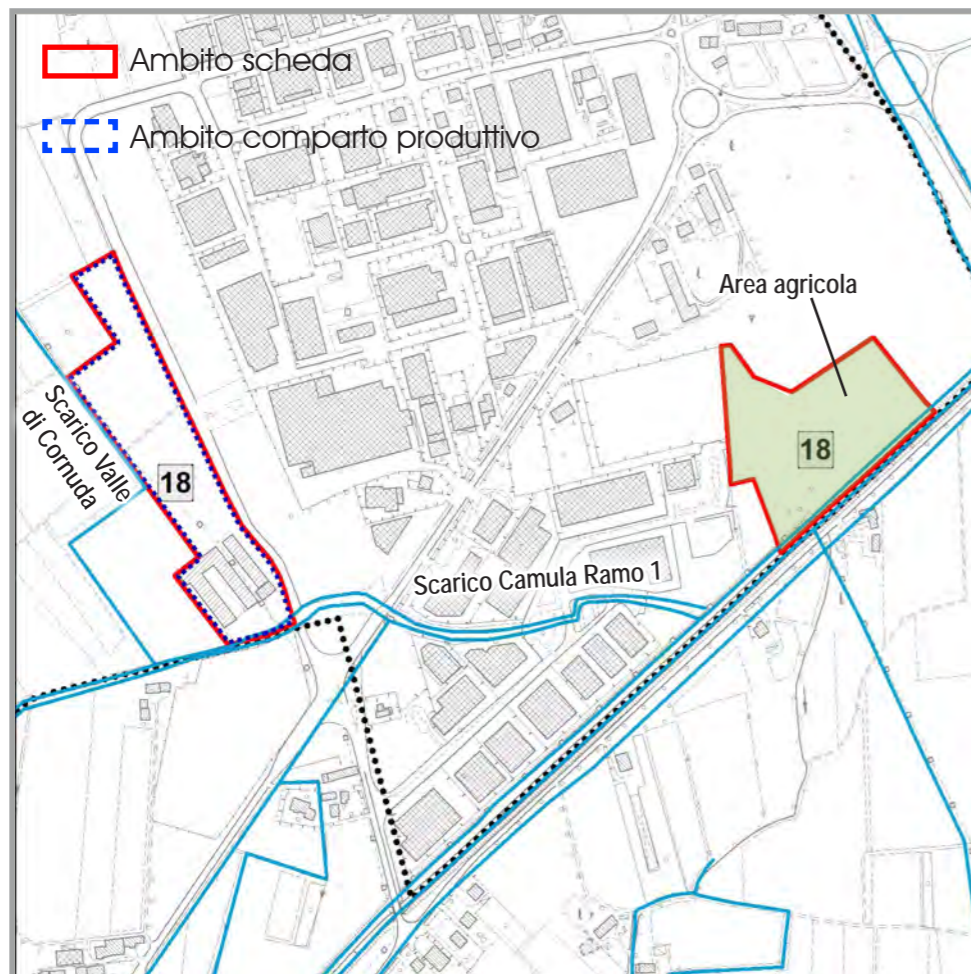 Ambito scheda
Ambito comparto produttivo
Area agricola
Scarico Valle
di Cornuda
18
18
Scarico Camula Ramo 1